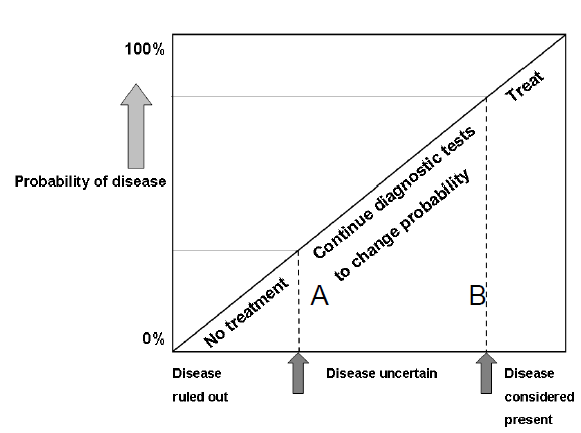 100%
Treat
Probability of disease
Continue diagnostic tests
to change probability
A
B
No treatment
0%
Disease
ruled out
Disease uncertain
Disease
considered
present